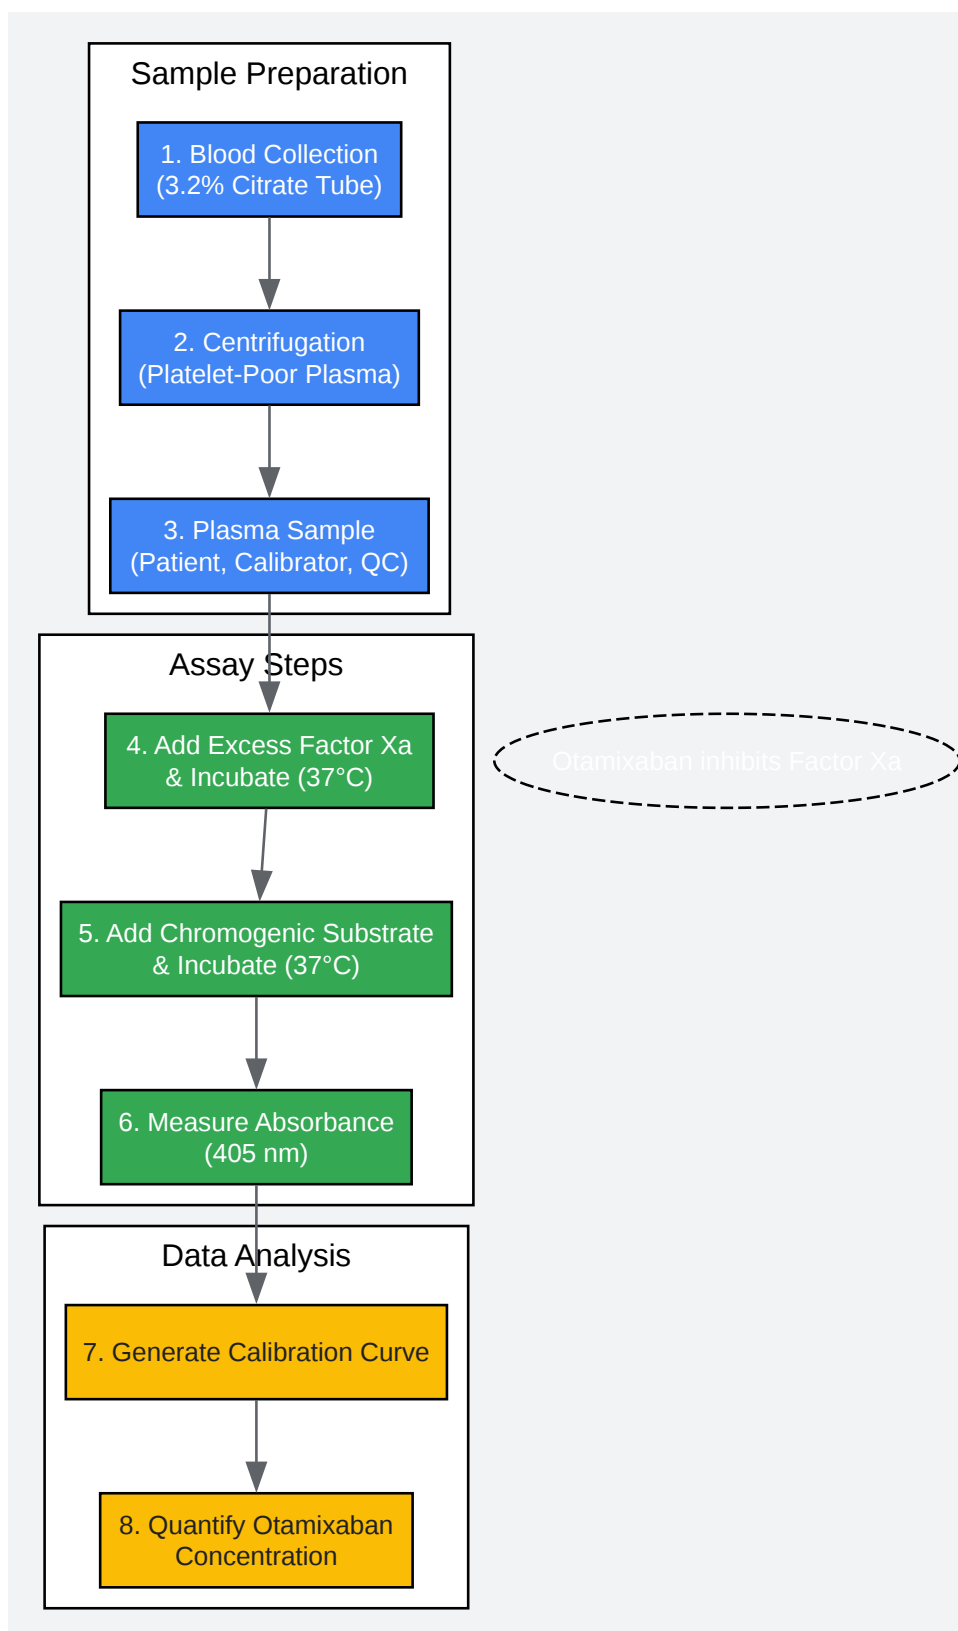 Sample Preparation
1. Blood Collection
(3.2% Citrate Tube)
2. Centrifugation
(Platelet-Poor Plasma)
3. Plasma Sample
(Patient, Calibrator, QC)
Assay Steps
4. Add Excess Factor Xa
& Incubate (37°C)
Otamixaban inhibits Factor Xa
5. Add Chromogenic Substrate
& Incubate (37°C)
6. Measure Absorbance
(405 nm)
Data Analysis
7. Generate Calibration Curve
8. Quantify Otamixaban
Concentration